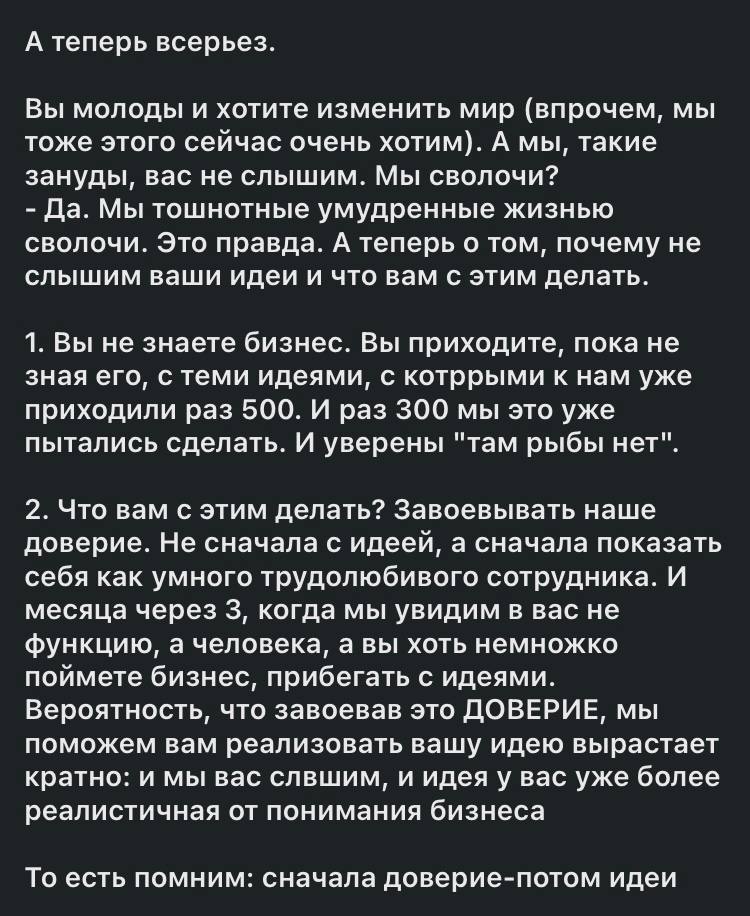 А теперь всерьез.
Вы молоды и хотите изменить мир (впрочем, мы
тоже этого сейчас очень хотим). А мы, такие
зануды, вас не слышим. Мы сволочи?
- Да. Мы тошнотные умудренные жизнью
сволочи. Это правда. А теперь о том, почему не
слышим ваши идеи и что вам с этим делать.
1. Вы не знаете бизнес. Вы приходите, пока не
зная его, с теми идеями, с котррыми к нам уже
приходили раз 500. И раз 300 мы это уже
пытались сделать. И уверены "там рыбы нет".
2. Что вам с этим делать? Завоевывать наше
доверие. Не сначала с идеей, а сначала показать
себя как умного трудолюбивого сотрудника. И
месяца через 3, когда мы увидим в вас не
функцию, а человека, а вы хоть немножко
поймете бизнес, прибегать с идеями.
Вероятность, что завоевав это ДОВЕРИЕ, мы
поможем вам реализовать вашу идею вырастает
кратно: и мы вас слвшим, и идея у вас уже более
реалистичная от понимания бизнеса
То есть помним: сначала доверие-потом идеи